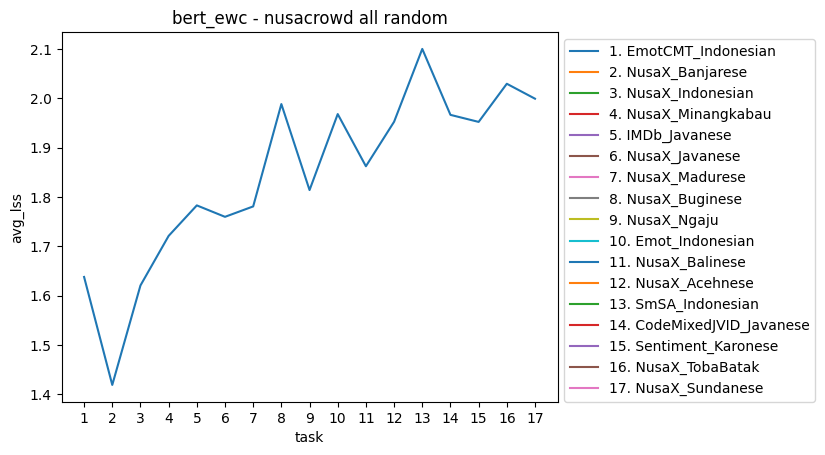 bert_ewc - nusacrowd all random
2.1
2.0
1.9
1.8
1.7
1.6
1.5
1.4
avg_lss
1 2 3 4 5 6 7 8 9 10 11 12 13 14 15 16 17
task
1. EmotCMT_Indonesian
2. NusaX_Banjarese
3. NusaX_Indonesian
4. NusaX_Minangkabau
5. IMDb_Javanese
6. NusaX_Javanese
7. NusaX_Madurese
8. NusaX_Buginese
9. NusaX_Ngaju
10. Emot_Indonesian
11. NusaX_Balinese
12. NusaX_Acehnese
13. SmSA_Indonesian
14. CodeMixedJVID_Javanese
15. Sentiment_Karonese
16. NusaX_TobaBatak
17. NusaX_Sundanese